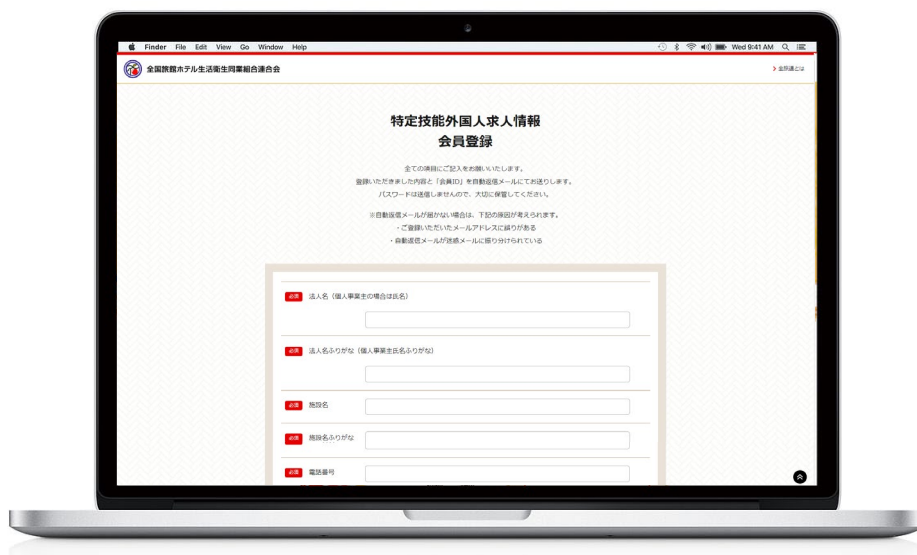 Finder File Edit View Go Window Help Wed 9:41 AM
全国旅館ホテル生活衛生同業組合連合会
全旅連とは
特定技能外国人求人情報
会員登録
全ての項目にご記入をお願いいたします。
登録いただきました内容と「会員ID」を自動返信メールにてお送りします。
パスワードは送信しませんので、大切に保管してください。
※自動返信メールが届かない場合は、下記の原因が考えられます。
・ご登録いただいたメールアドレスに誤りがある
・自動返信メールが迷惑メールに振り分けられている
必須 法人名（個人事業主の場合は氏名）
必須 法人名ふりがな（個人事業主氏名ふりがな）
必須 施設名
必須 施設名ふりがな
必須 電話番号